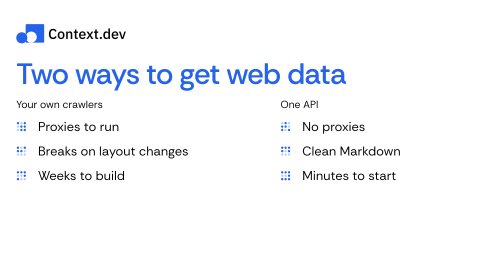 Context.dev
Two ways to get web data
Your own crawlers
Proxies to run
Breaks on layout changes
Weeks to build
One API
No proxies
Clean Markdown
Minutes to start